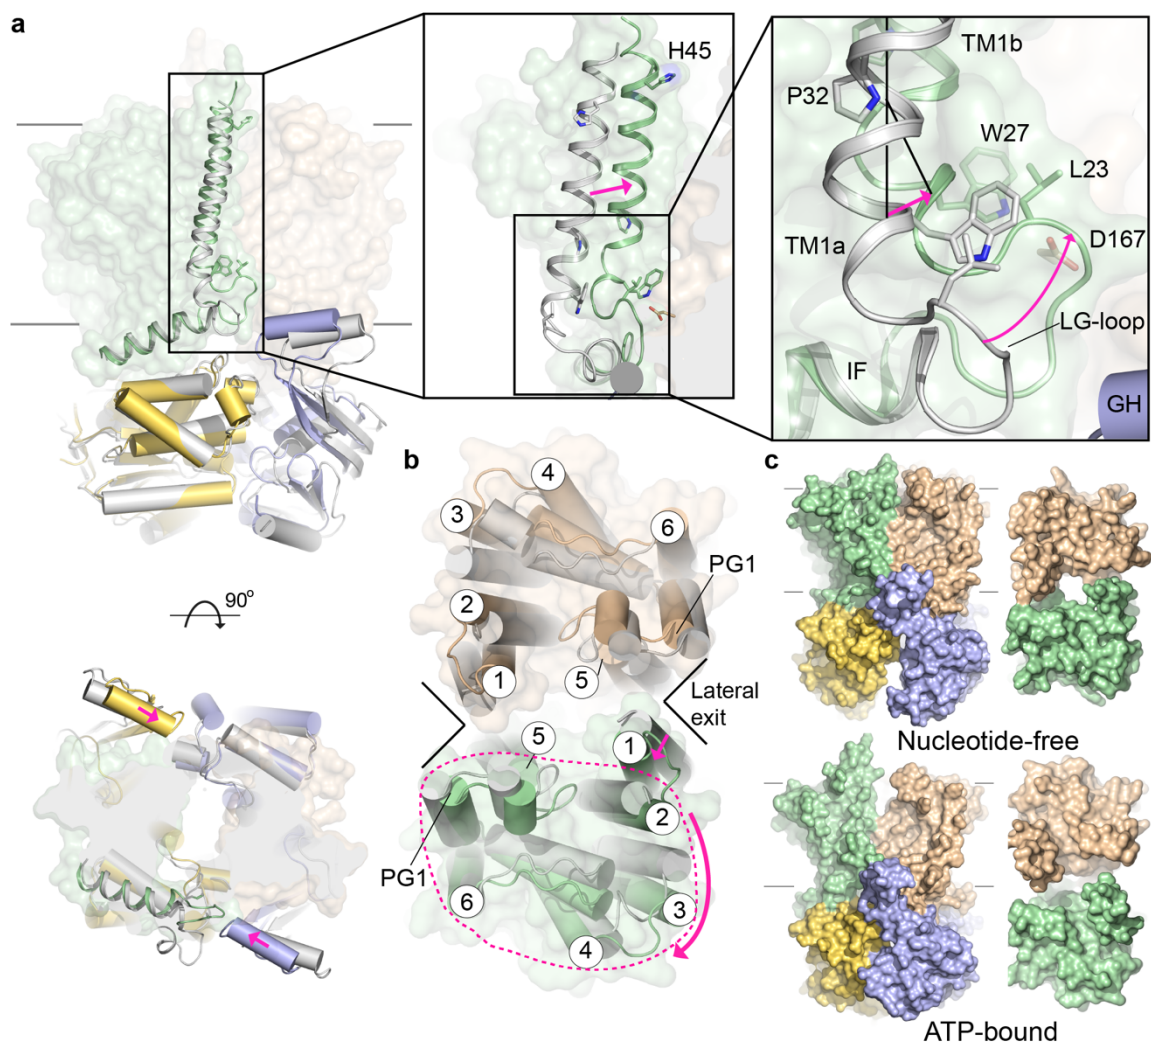 a
H45
TM1b
P32
W27
L23
TM1a
D167
LG-loop
IF
GH
90°
b
4
3
6
PG1
2
1
5
Lateral
exit
5
1
2
PG1
6
3
4
c
Nucleotide-free
ATP-bound